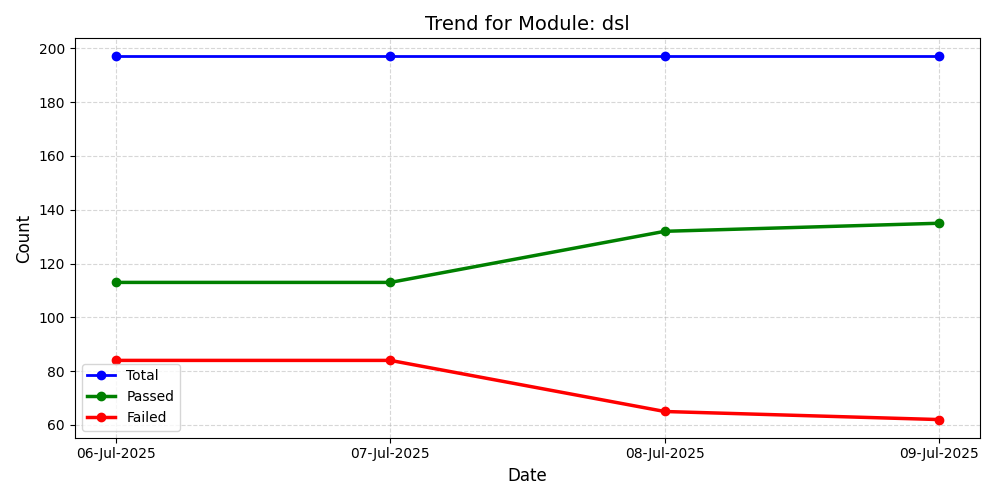 Trend for Module: dsl
Count
200
180
160
140
120
100
80
60
Total
Passed
Failed
06-Jul-2025
07-Jul-2025
08-Jul-2025
09-Jul-2025
Date